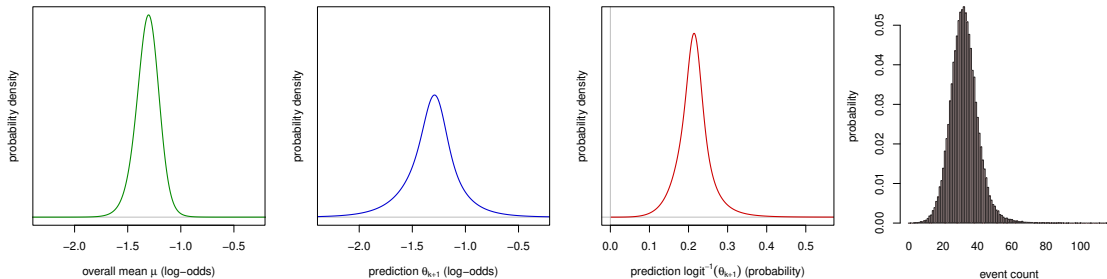 probability density
−2.0 −1.5 −1.0 −0.5
overall mean μ (log−odds)
probability density
−2.0 −1.5 −1.0 −0.5
prediction θk+1 (log−odds)
probability density
0.0 0.1 0.2 0.3 0.4 0.5
prediction logit−1(θk+1) (probability)
probability
0.00 0.01 0.02 0.03 0.04 0.05
0 20 40 60 80 100
event count